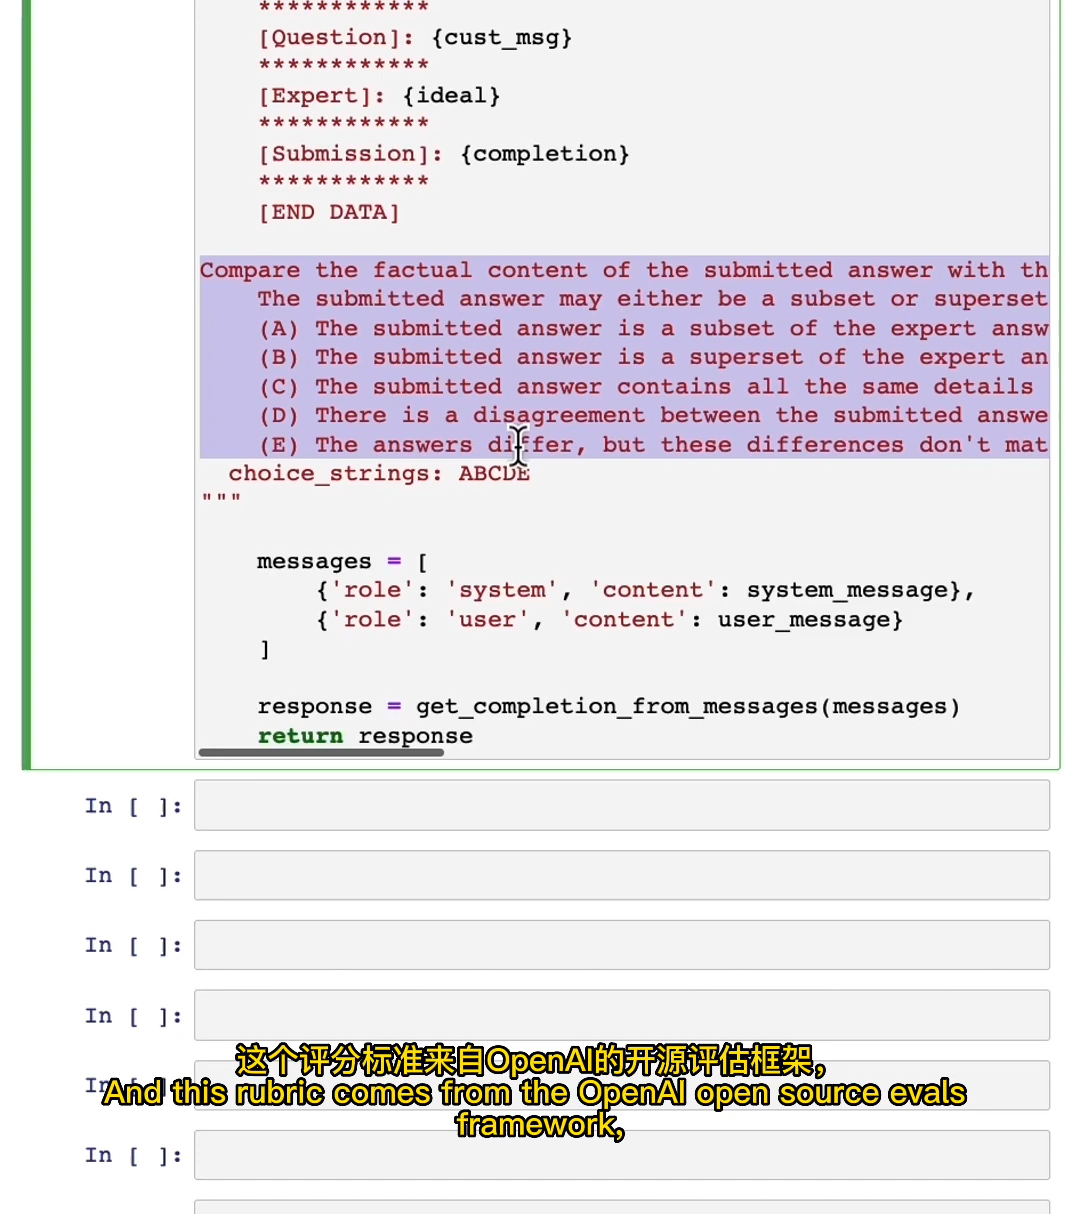 ************
[Question]: {cust_msg}
************
[Expert]: {ideal}
************
[Submission]: {completion}
************
[END DATA]
Compare the factual content of the submitted answer with th
The submitted answer may either be a subset or superset
(A) The submitted answer is a subset of the expert answ
(B) The submitted answer is a superset of the expert an
(C) The submitted answer contains all the same details
(D) There is a disagreement between the submitted answe
(E) The answers differ, but these differences don't mat
choice_strings: ABCDE
"""
messages = [
{'role': 'system', 'content': system_message},
{'role': 'user', 'content': user_message}
]
response = get_completion_from_messages(messages)
return response
In [ ]:
In [ ]:
In [ ]:
In [ ]:
这个评分标准来自OpenAI的开源评估框架,
In [ ]:
And this rubric comes from the OpenAI open source evals
framework,
In [ ]: